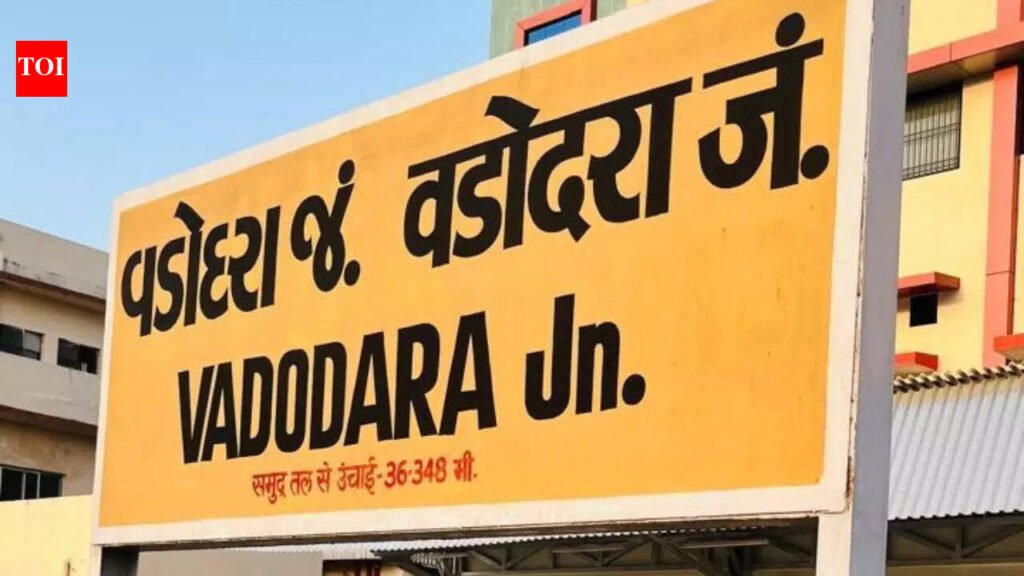 TOI
વડોદરા જં. वडोदरा जं.
VADODARA Jn.
समुद्र तल से उंचाई-36·348 मी.